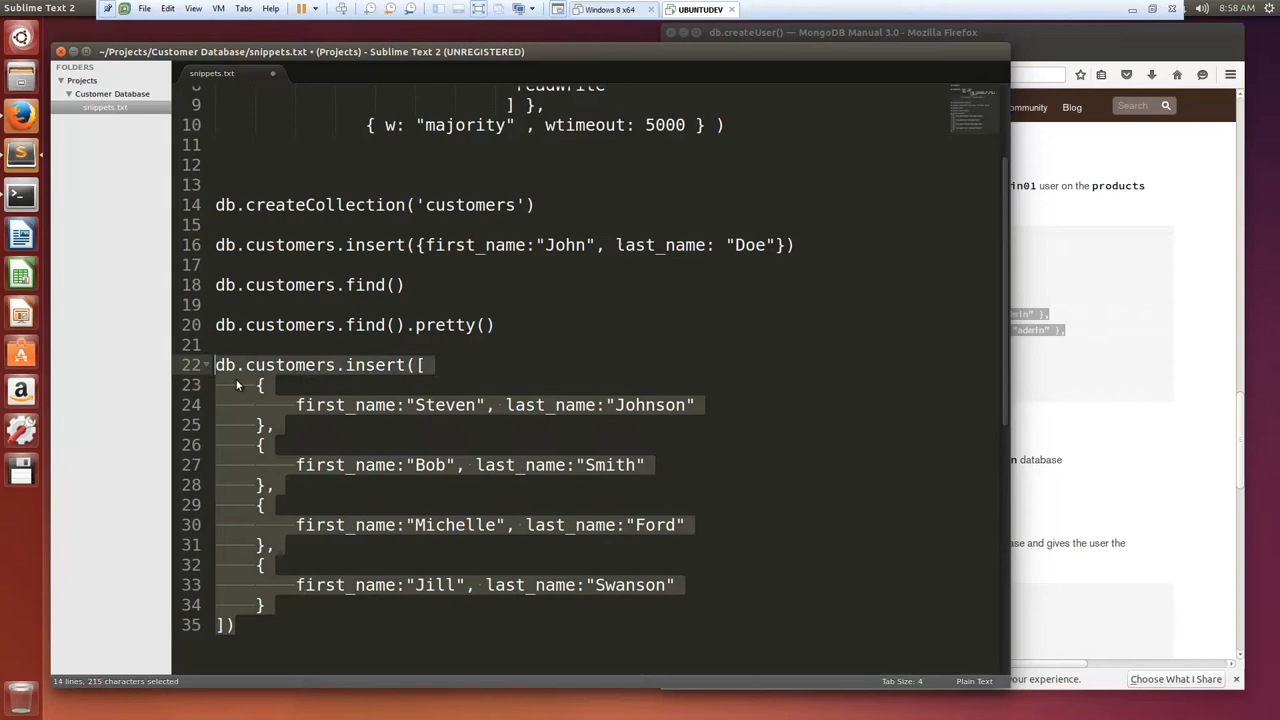 Sublime Text 2
File Edit View VM Tabs Help
Windows 8 x64
UBUNTUDEV
8:58 AM
db.createUser() — MongoDB Manual 3.0 - Mozilla Firefox
~/Projects/Customer Database/snippets.txt • (Projects) - Sublime Text 2 (UNREGISTERED)
FOLDERS
Projects
Customer Database
snippets.txt
snippets.txt
8 readWrite
9 ] },
10 { w: "majority" , wtimeout: 5000 } )
11
12
13
14 db.createCollection('customers')
15
16 db.customers.insert({first_name:"John", last_name: "Doe"})
17
18 db.customers.find()
19
20 db.customers.find().pretty()
21
22 db.customers.insert([
23 {
24 first_name:"Steven", last_name:"Johnson"
25 },
26 {
27 first_name:"Bob", last_name:"Smith"
28 },
29 {
30 first_name:"Michelle", last_name:"Ford"
31 },
32 {
33 first_name:"Jill", last_name:"Swanson"
34 }
35 ])
14 lines, 215 characters selected
Tab Size: 4
Plain Text
Blog
Search
user on the products
"admin" },
database
and gives the user the
your experience.
Choose What I Share